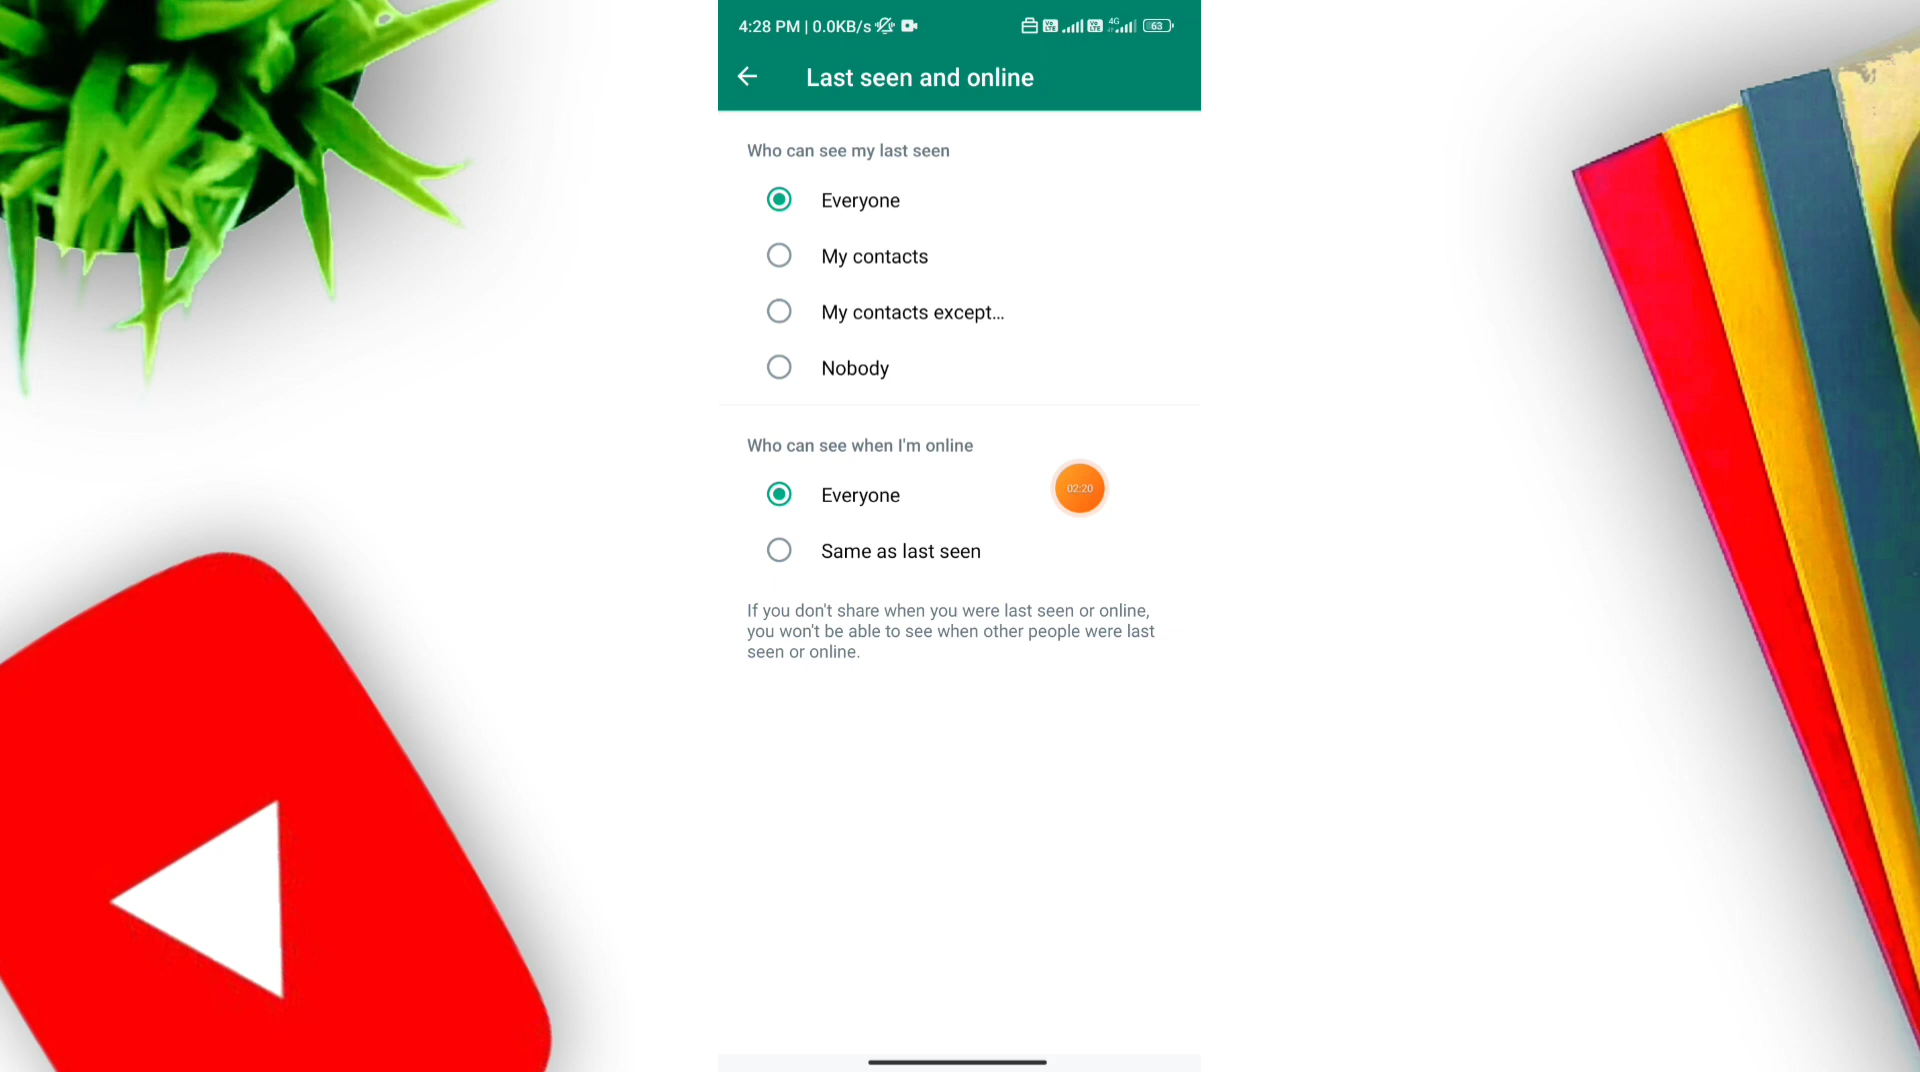 4:28 PM | 0.0KB/s 4G 63
Last seen and online
Who can see my last seen
Everyone
My contacts
My contacts except...
Nobody
Who can see when I'm online
Everyone
02:20
Same as last seen
If you don't share when you were last seen or online,
you won't be able to see when other people were last
seen or online.